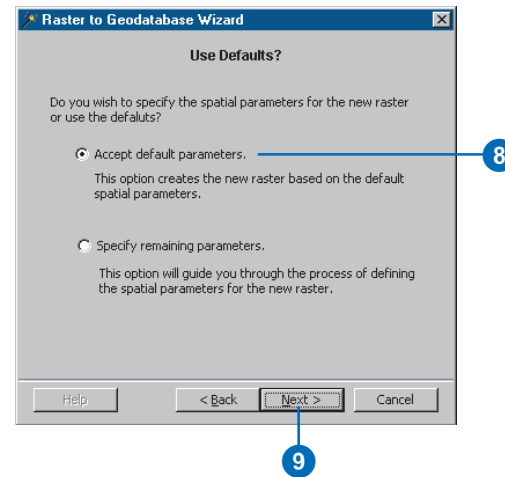 Raster to Geodatabase Wizard
Use Defaults?
Do you wish to specify the spatial parameters for the new raster
or use the defaluts?
Accept default parameters.
8
This option creates the new raster based on the default
spatial parameters.
Specify remaining parameters.
This option will guide you through the process of defining
the spatial parameters for the new raster.
Help
< Back
Next >
Cancel
9